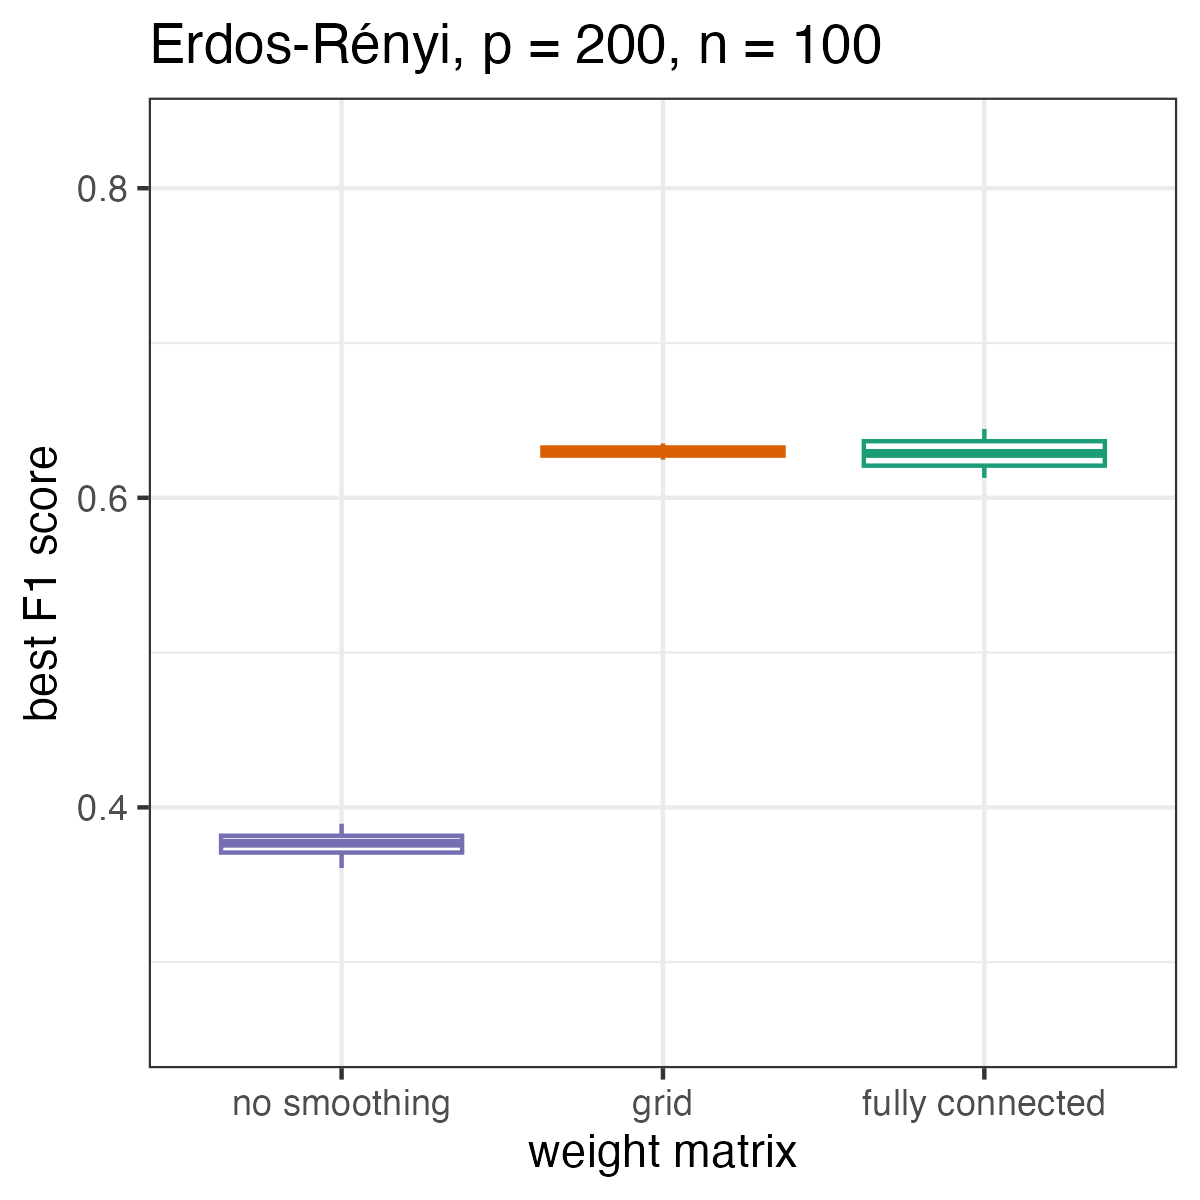 Erdos-Rényi, p = 200, n = 100
0.8
0.6
0.4
best F1 score
no smoothing
grid
fully connected
weight matrix